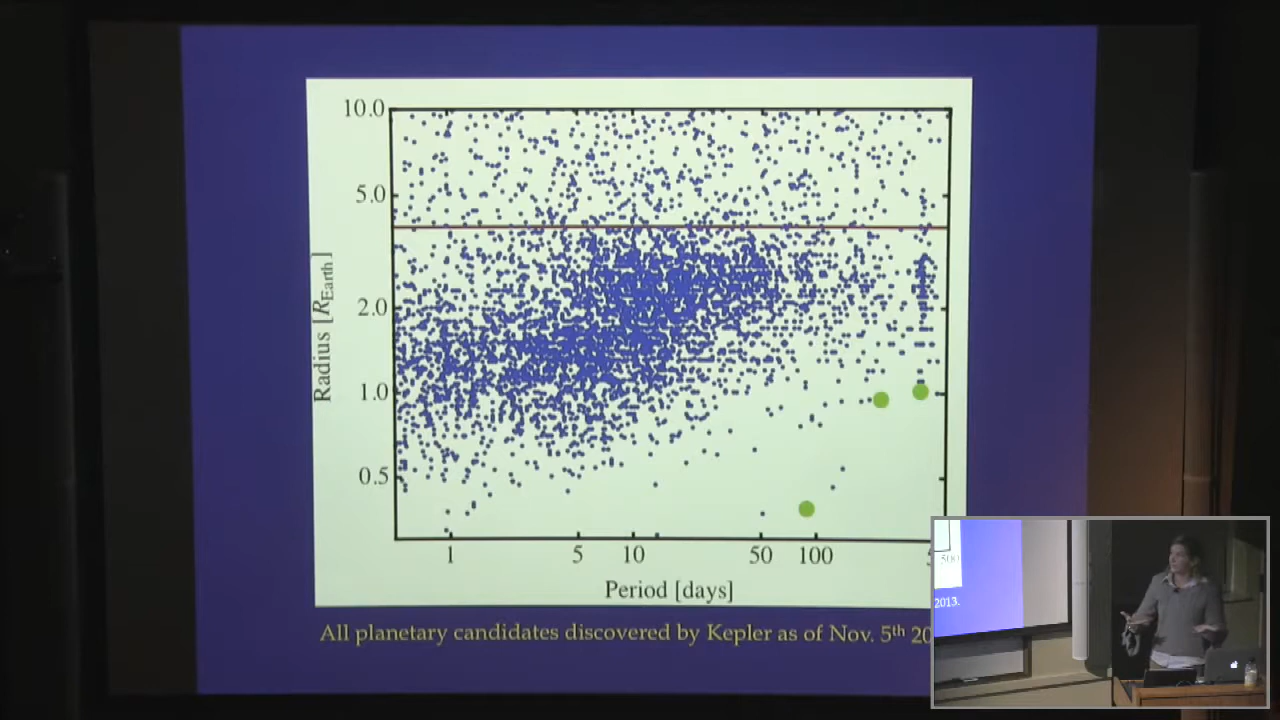 10.0
5.0
2.0
1.0
0.5
Radius [R_Earth]
1 5 10 50 100
Period [days]
All planetary candidates discovered by Kepler as of Nov. 5th 20
500
2013.